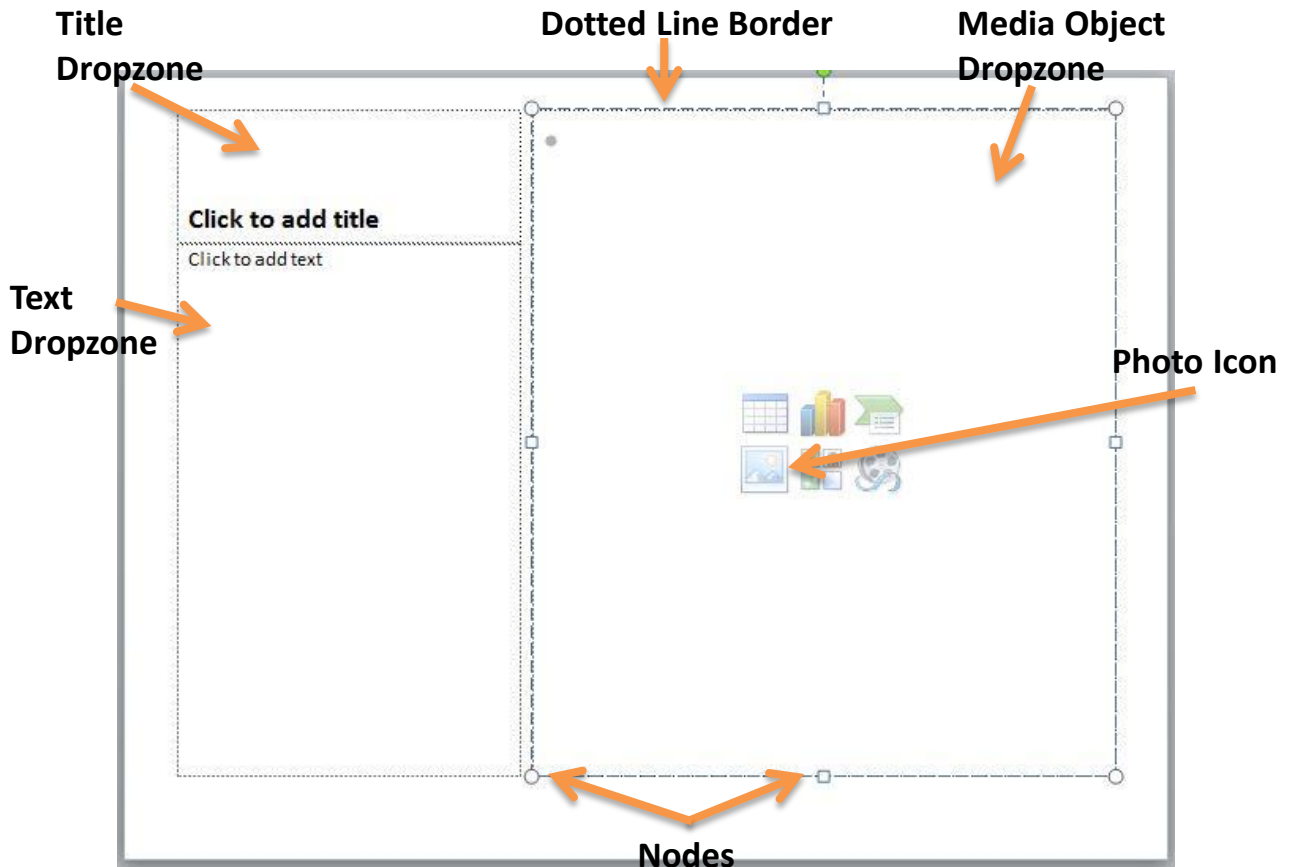 Title
Dropzone
Dotted Line Border
Media Object
Dropzone
Click to add title
Click to add text
Text
Dropzone
Photo Icon
Nodes